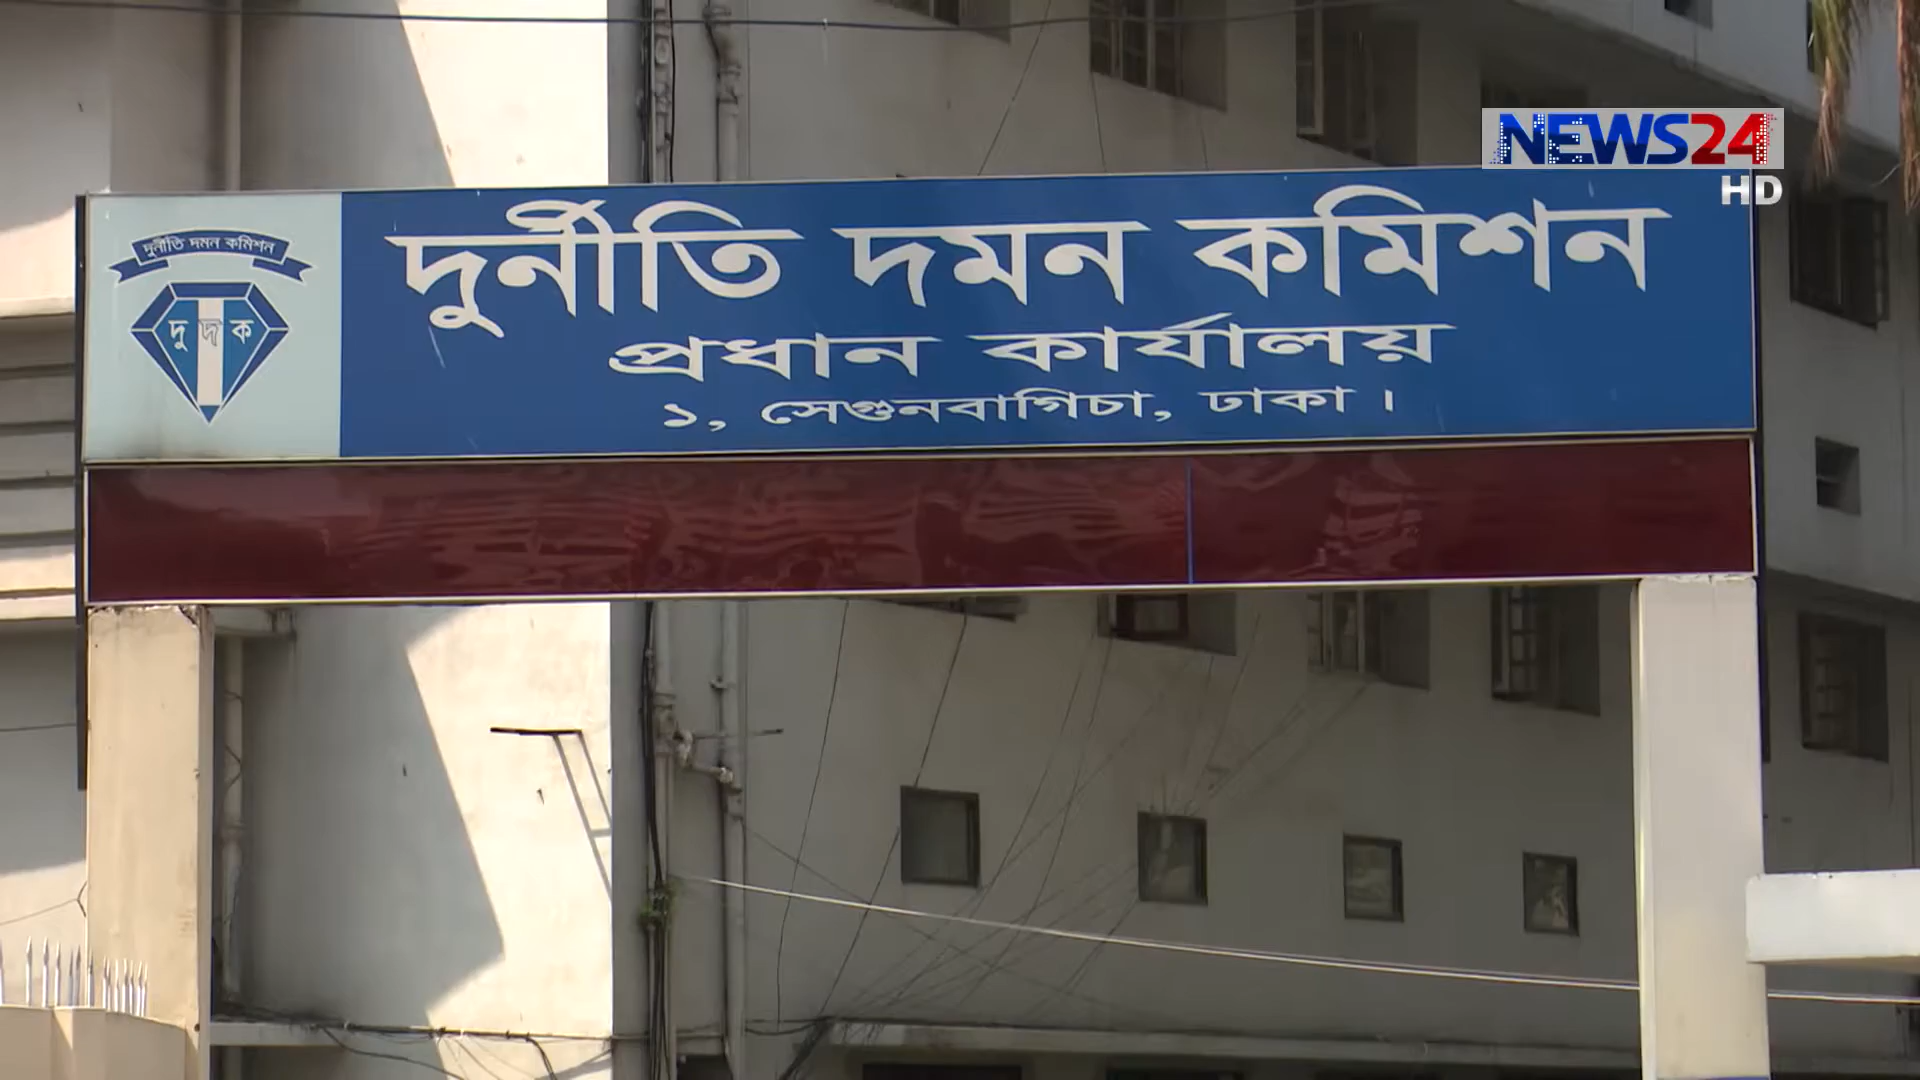 NEWS24
HD
দুর্নীতি দমন কমিশন
দু দ ক
দুর্নীতি দমন কমিশন
প্রধান কার্যালয়
১, সেগুনবাগিচা, ঢাকা।